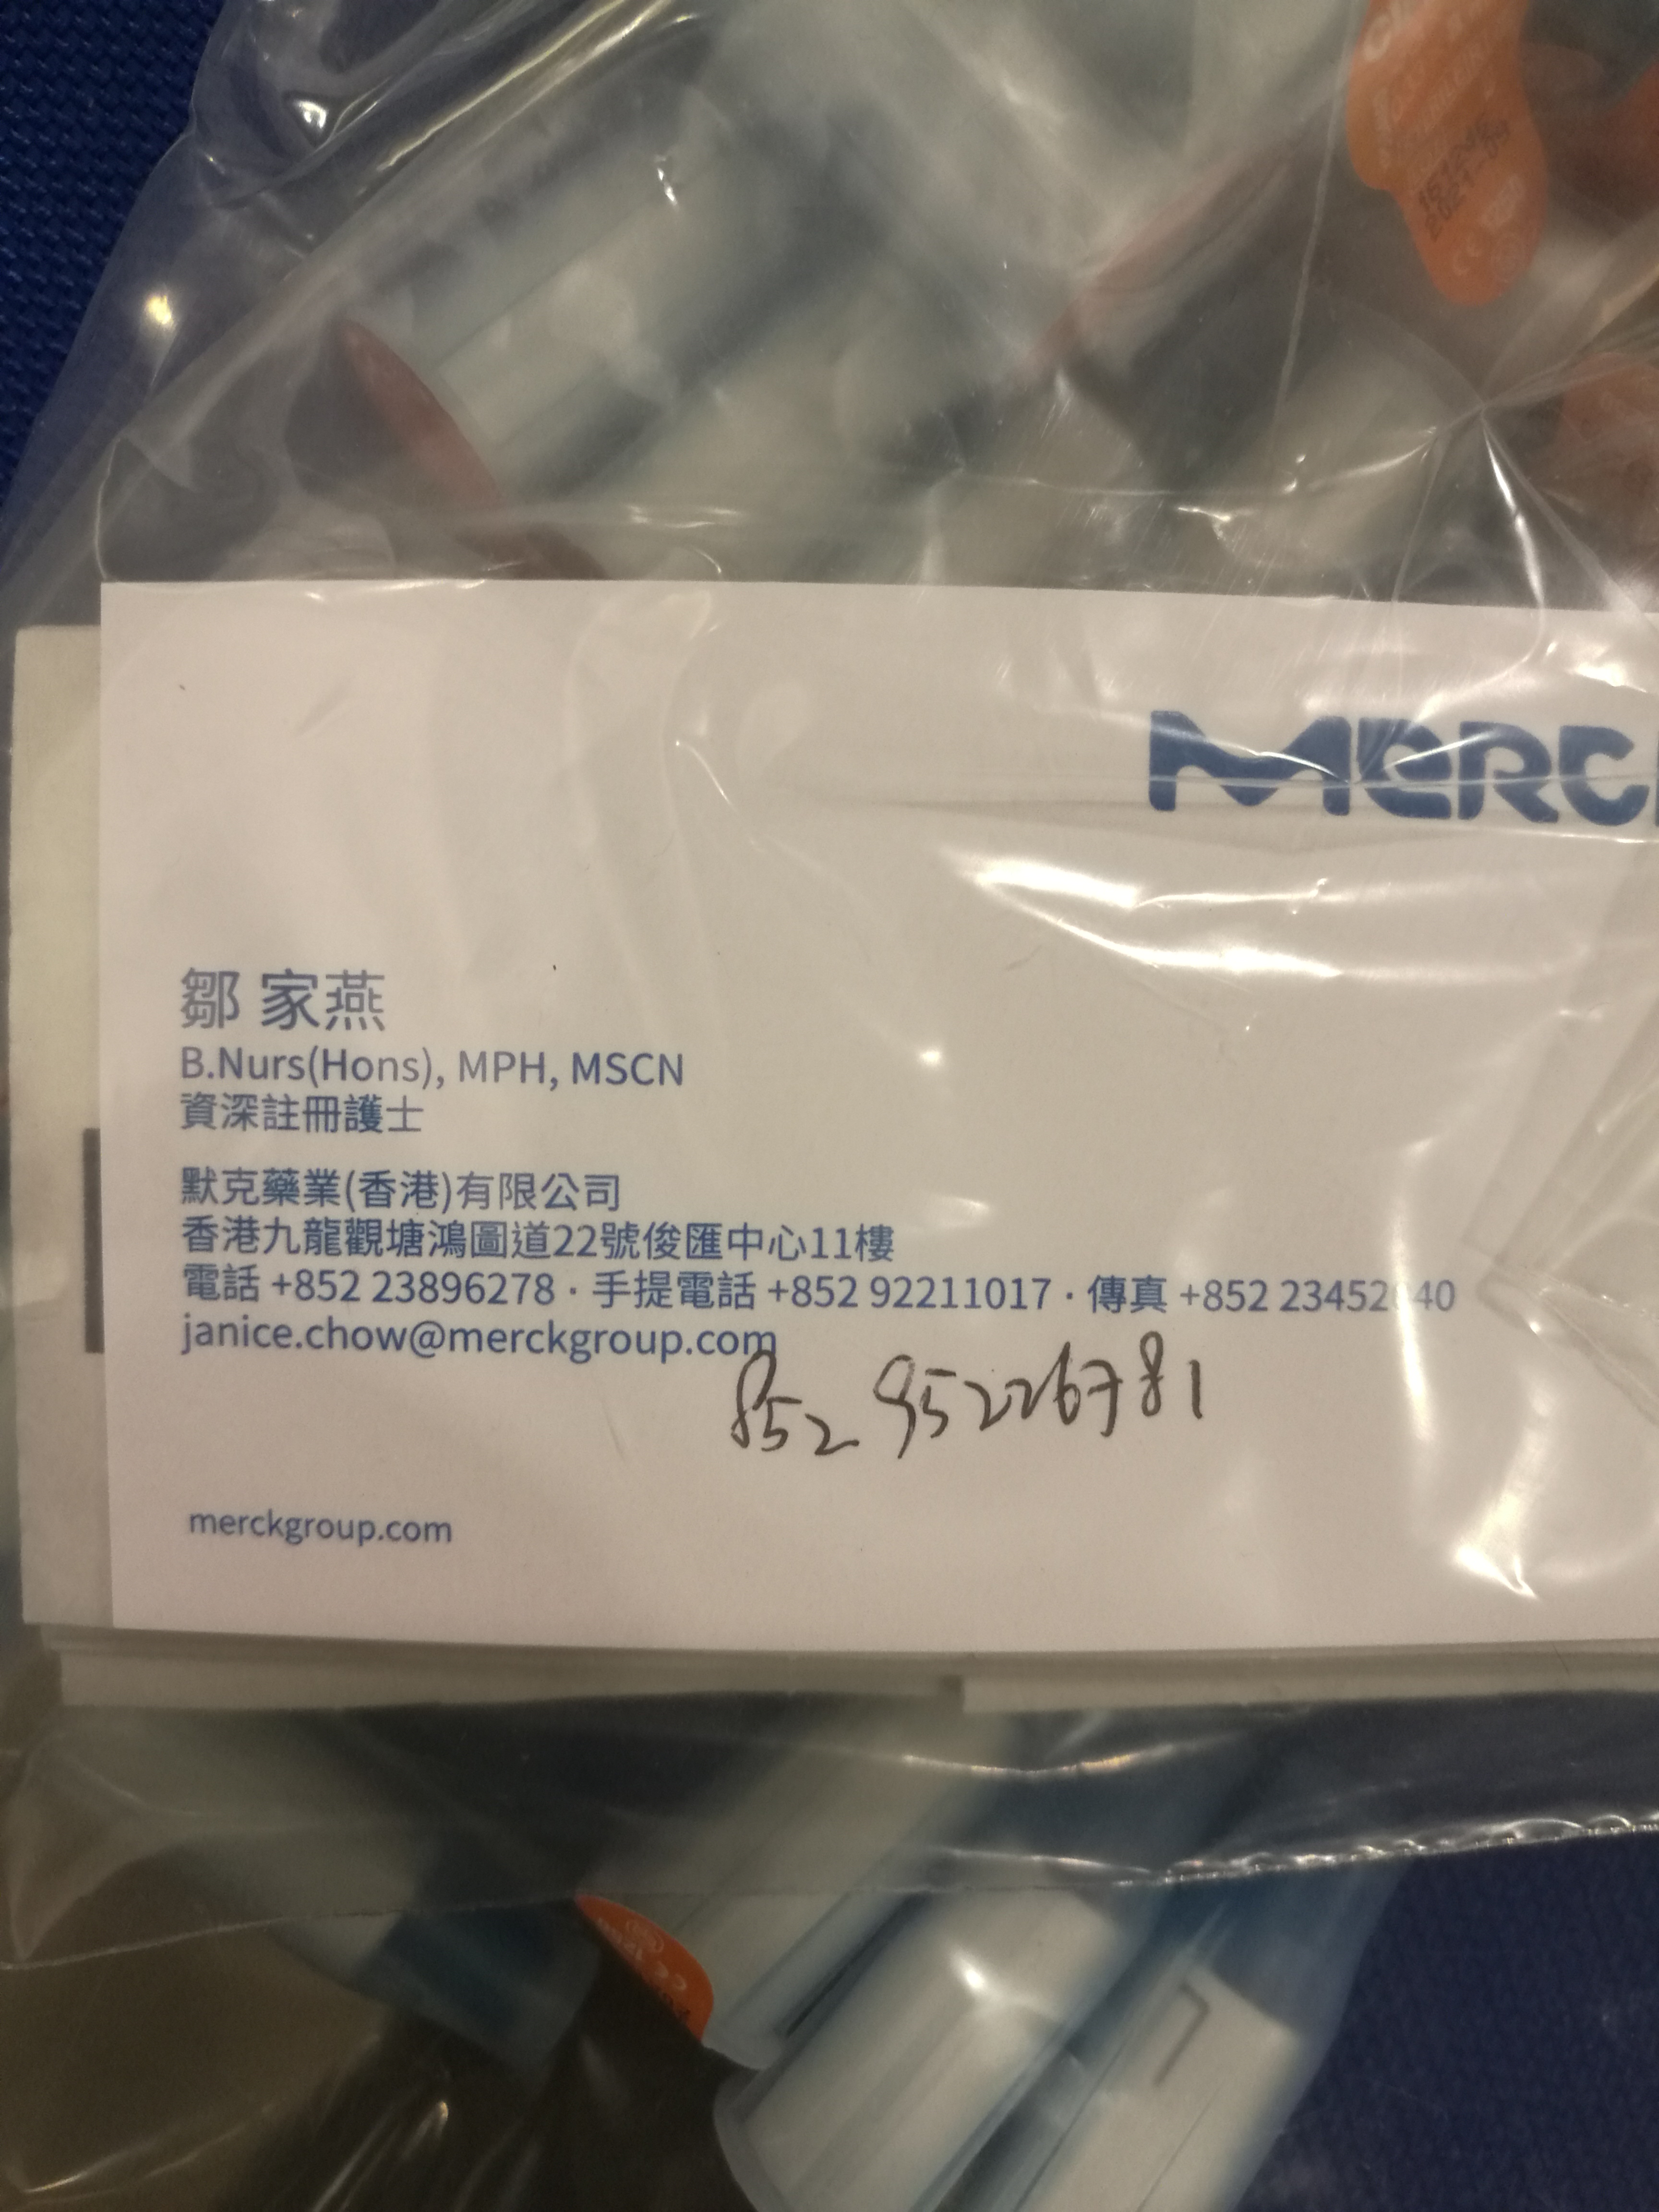 MERC
鄒 家燕
B.Nurs(Hons), MPH, MSCN
資深註冊護士
默克藥業(香港)有限公司
香港九龍觀塘鴻圖道22號俊匯中心11樓
電話 +852 23896278 · 手提電話 +852 92211017 · 傳真 +852 23452040
janice.chow@merckgroup.com
852 95226781
merckgroup.com